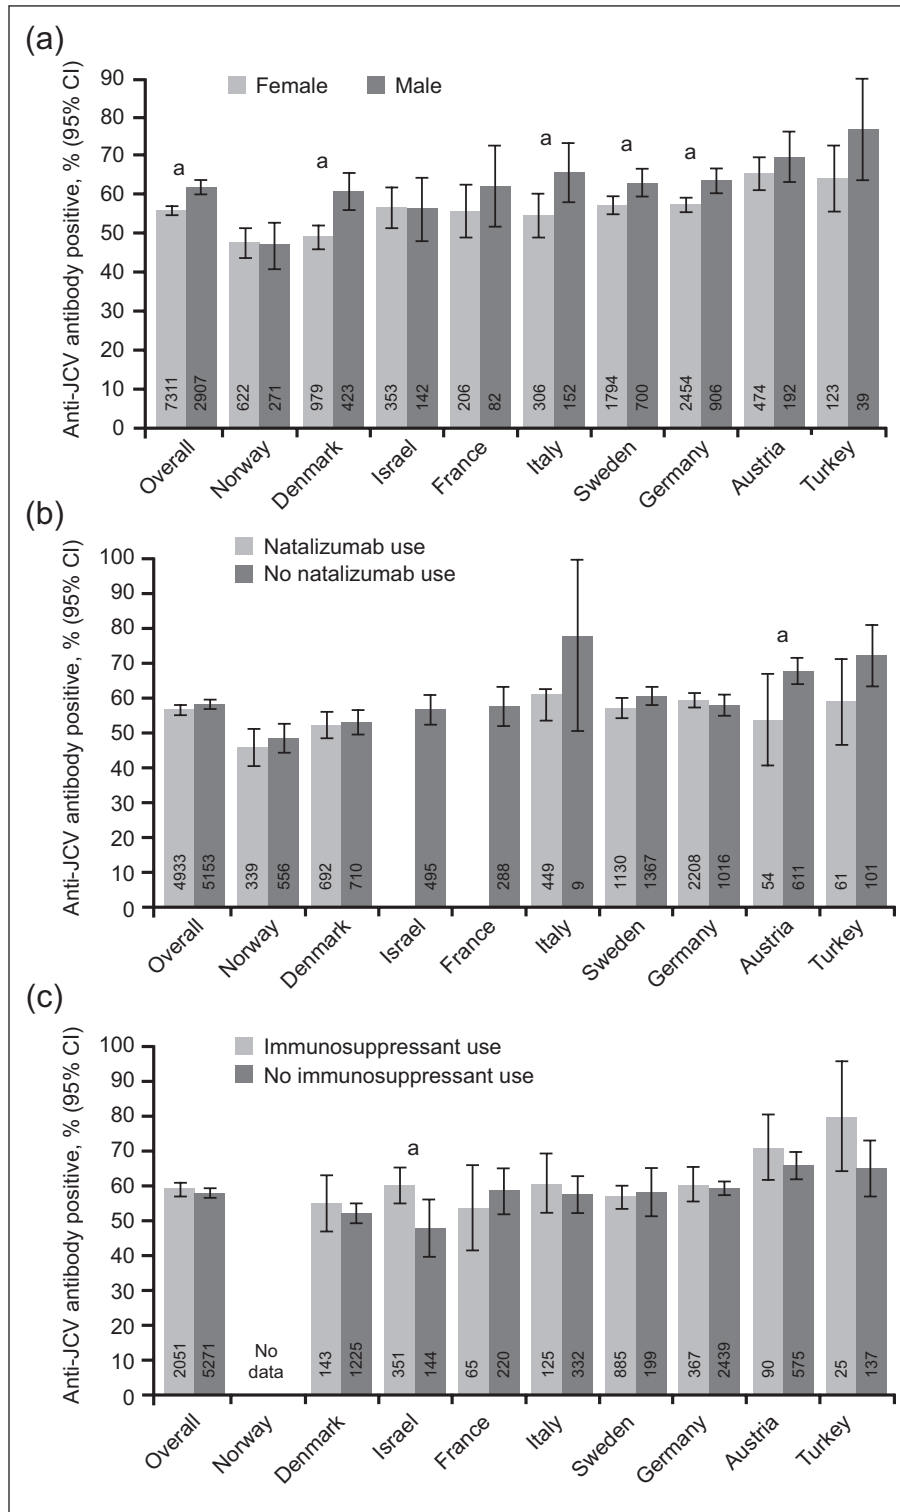 (a)
Anti-JCV antibody positive, % (95% CI)
90
80
70
60
50
40
30
20
10
0
Female
Male
a
a
a
a
a
7311
2907
622
271
979
423
353
142
206
82
306
152
1794
700
2454
906
474
192
123
39
Overall
Norway
Denmark
Israel
France
Italy
Sweden
Germany
Austria
Turkey
(b)
Anti-JCV antibody positive, % (95% CI)
100
90
80
70
60
50
40
30
20
10
0
Natalizumab use
No natalizumab use
a
4933
5153
339
556
692
710
495
288
449
9
1130
1367
2208
1016
54
611
61
101
Overall
Norway
Denmark
Israel
France
Italy
Sweden
Germany
Austria
Turkey
(c)
Anti-JCV antibody positive, % (95% CI)
100
90
80
70
60
50
40
30
20
10
0
Immunosuppressant use
No immunosuppressant use
a
2051
5271
No
data
143
1225
351
144
65
220
125
332
885
199
367
2439
90
575
25
137
Overall
Norway
Denmark
Israel
France
Italy
Sweden
Germany
Austria
Turkey